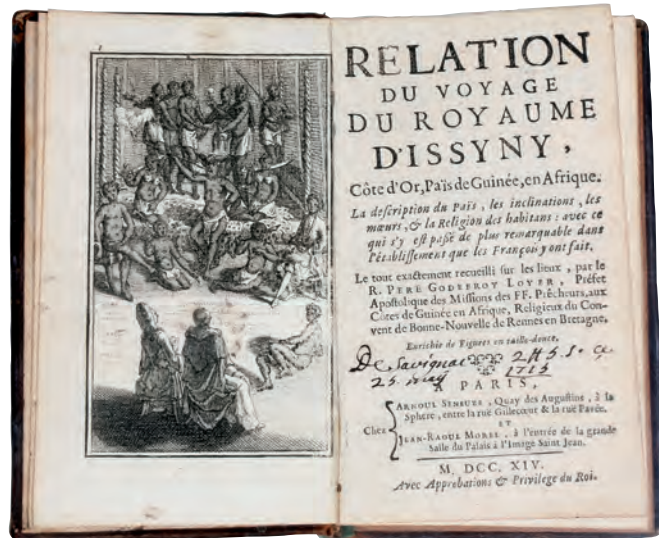 RELATION
DU VOYAGE
DU ROYAUME
D'ISSYNY,
Côte d'Or, Païs de Guinée, en Afrique.
La description du Païs, les inclinations, les
mœurs, & la Religion des habitans: avec ce
qui s'y est passé de plus remarquable dans
l'établissement que les François y ont fait.
Le tout exactement recueilli sur les lieux, par le
R. PERE GODEFROY LOYER, Préfet
Apostolique des Missions des FF. Prêcheurs, aux
Côtes de Guinée en Afrique, Religieux du Con-
vent de Bonne-Nouvelle de Rennes en Bretagne.
Enrichie de Figures en taille-douce.
De Savignac
25 may 1715
A PARIS,
Chez ARNOUL SENEUZE, Quay des Augustins, à la
Sphere, entre la ruë Gillecœur & la ruë Pavée.
ET
JEAN-RAOUL MOREL, à l'entrée de la grande
Salle du Palais à l'Image Saint Jean.
M. DCC. XIV.
Avec Approbations & Privilege du Roi.